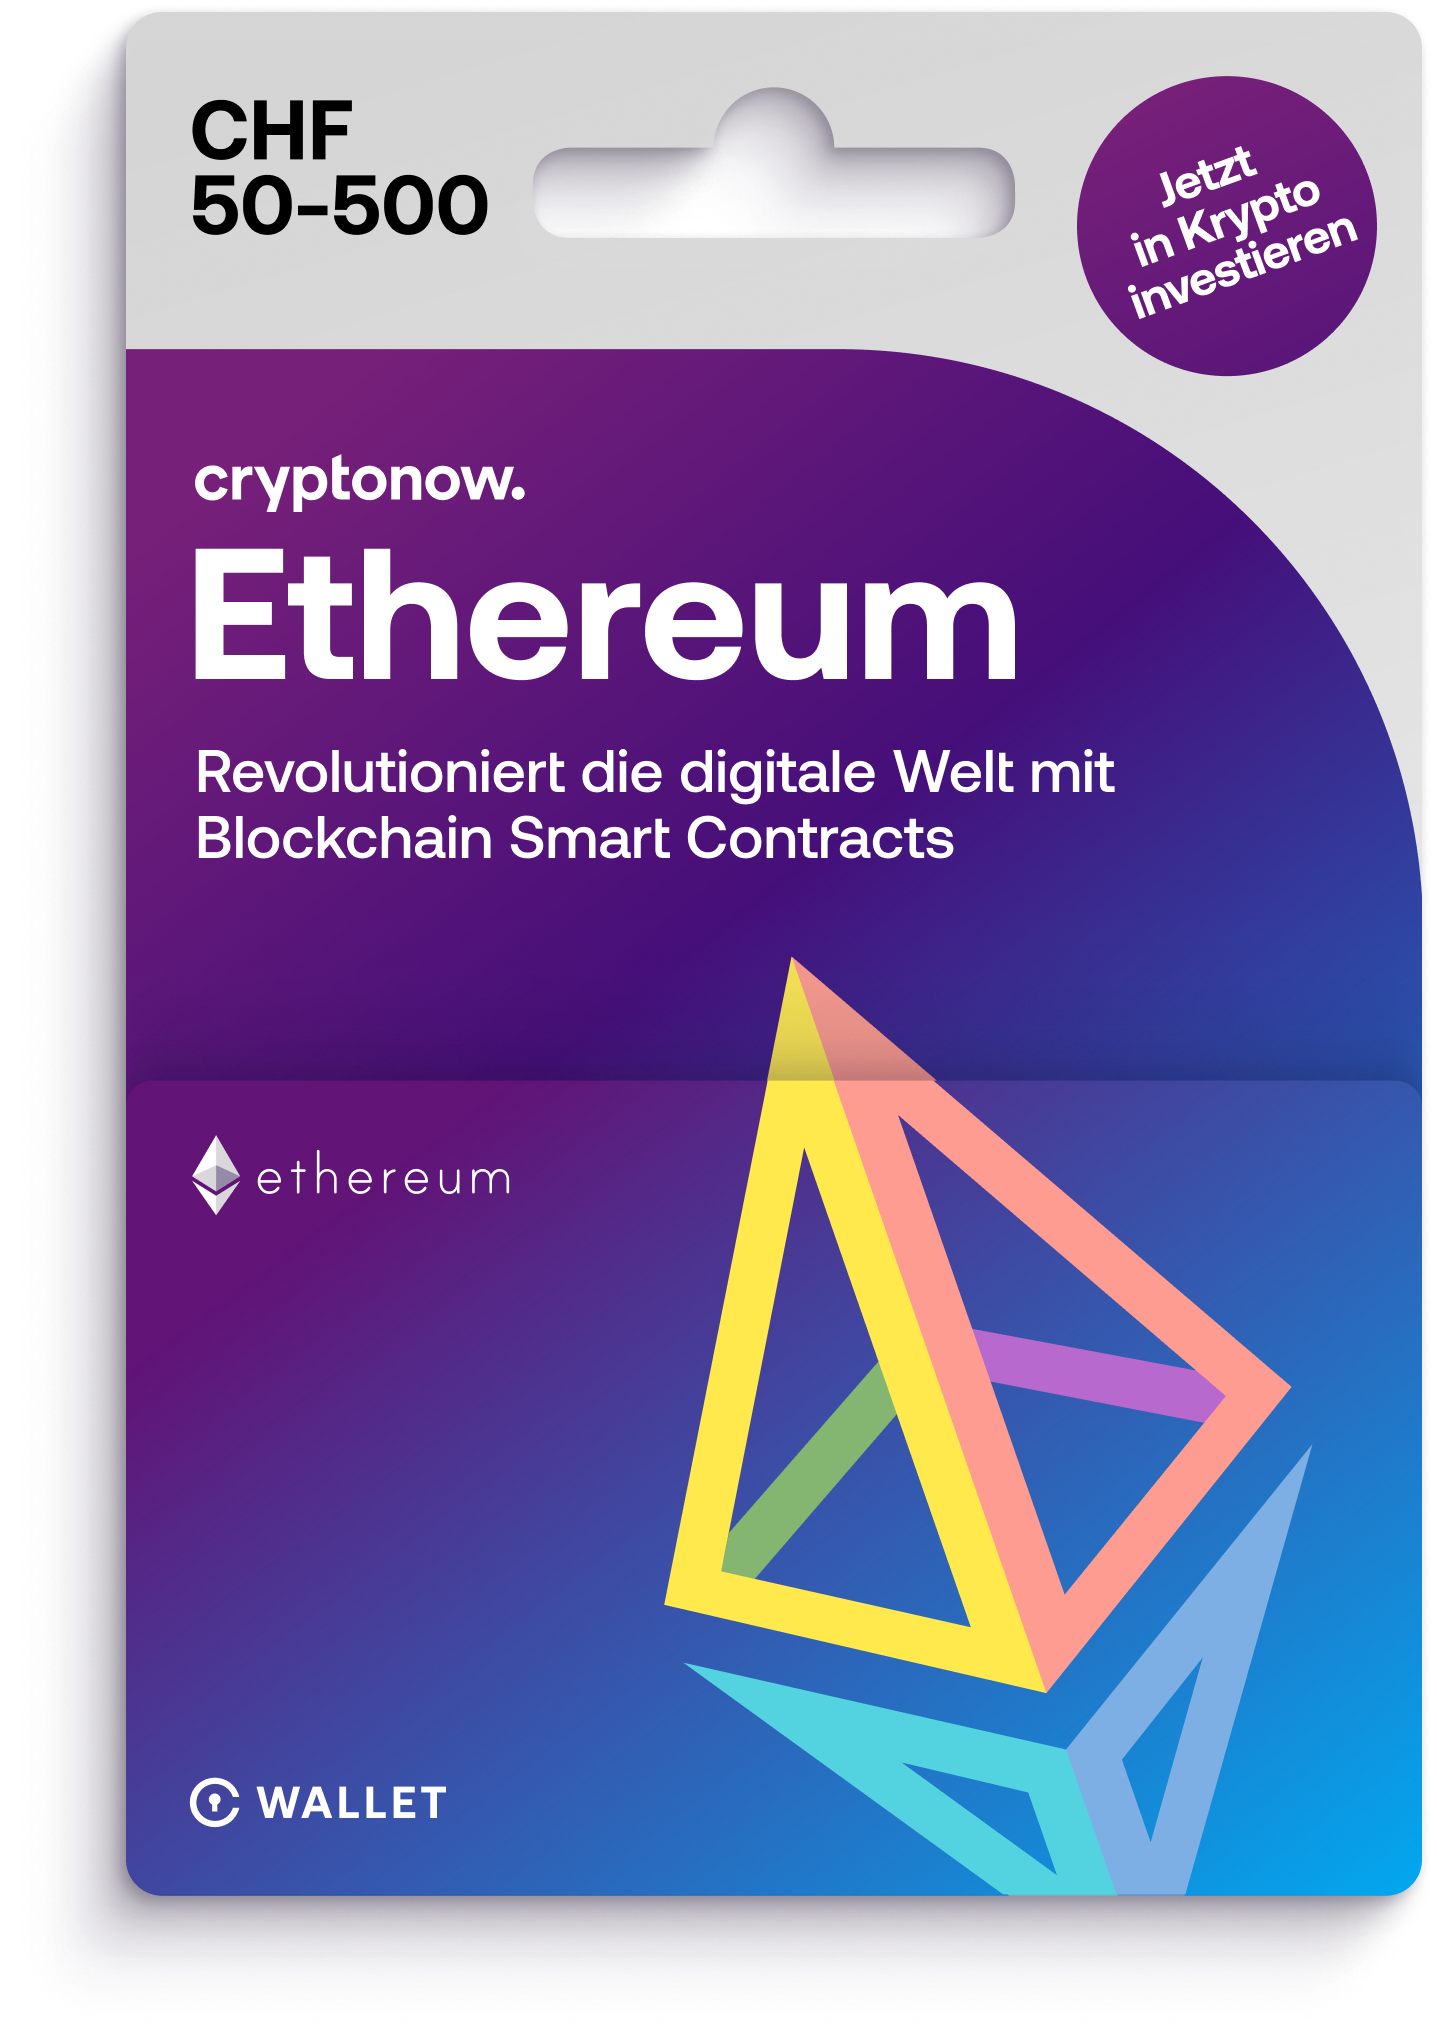 CHF
50-500
Jetzt
in Krypto
investieren
cryptonow.
Ethereum
Revolutioniert die digitale Welt mit
Blockchain Smart Contracts
ethereum
WALLET